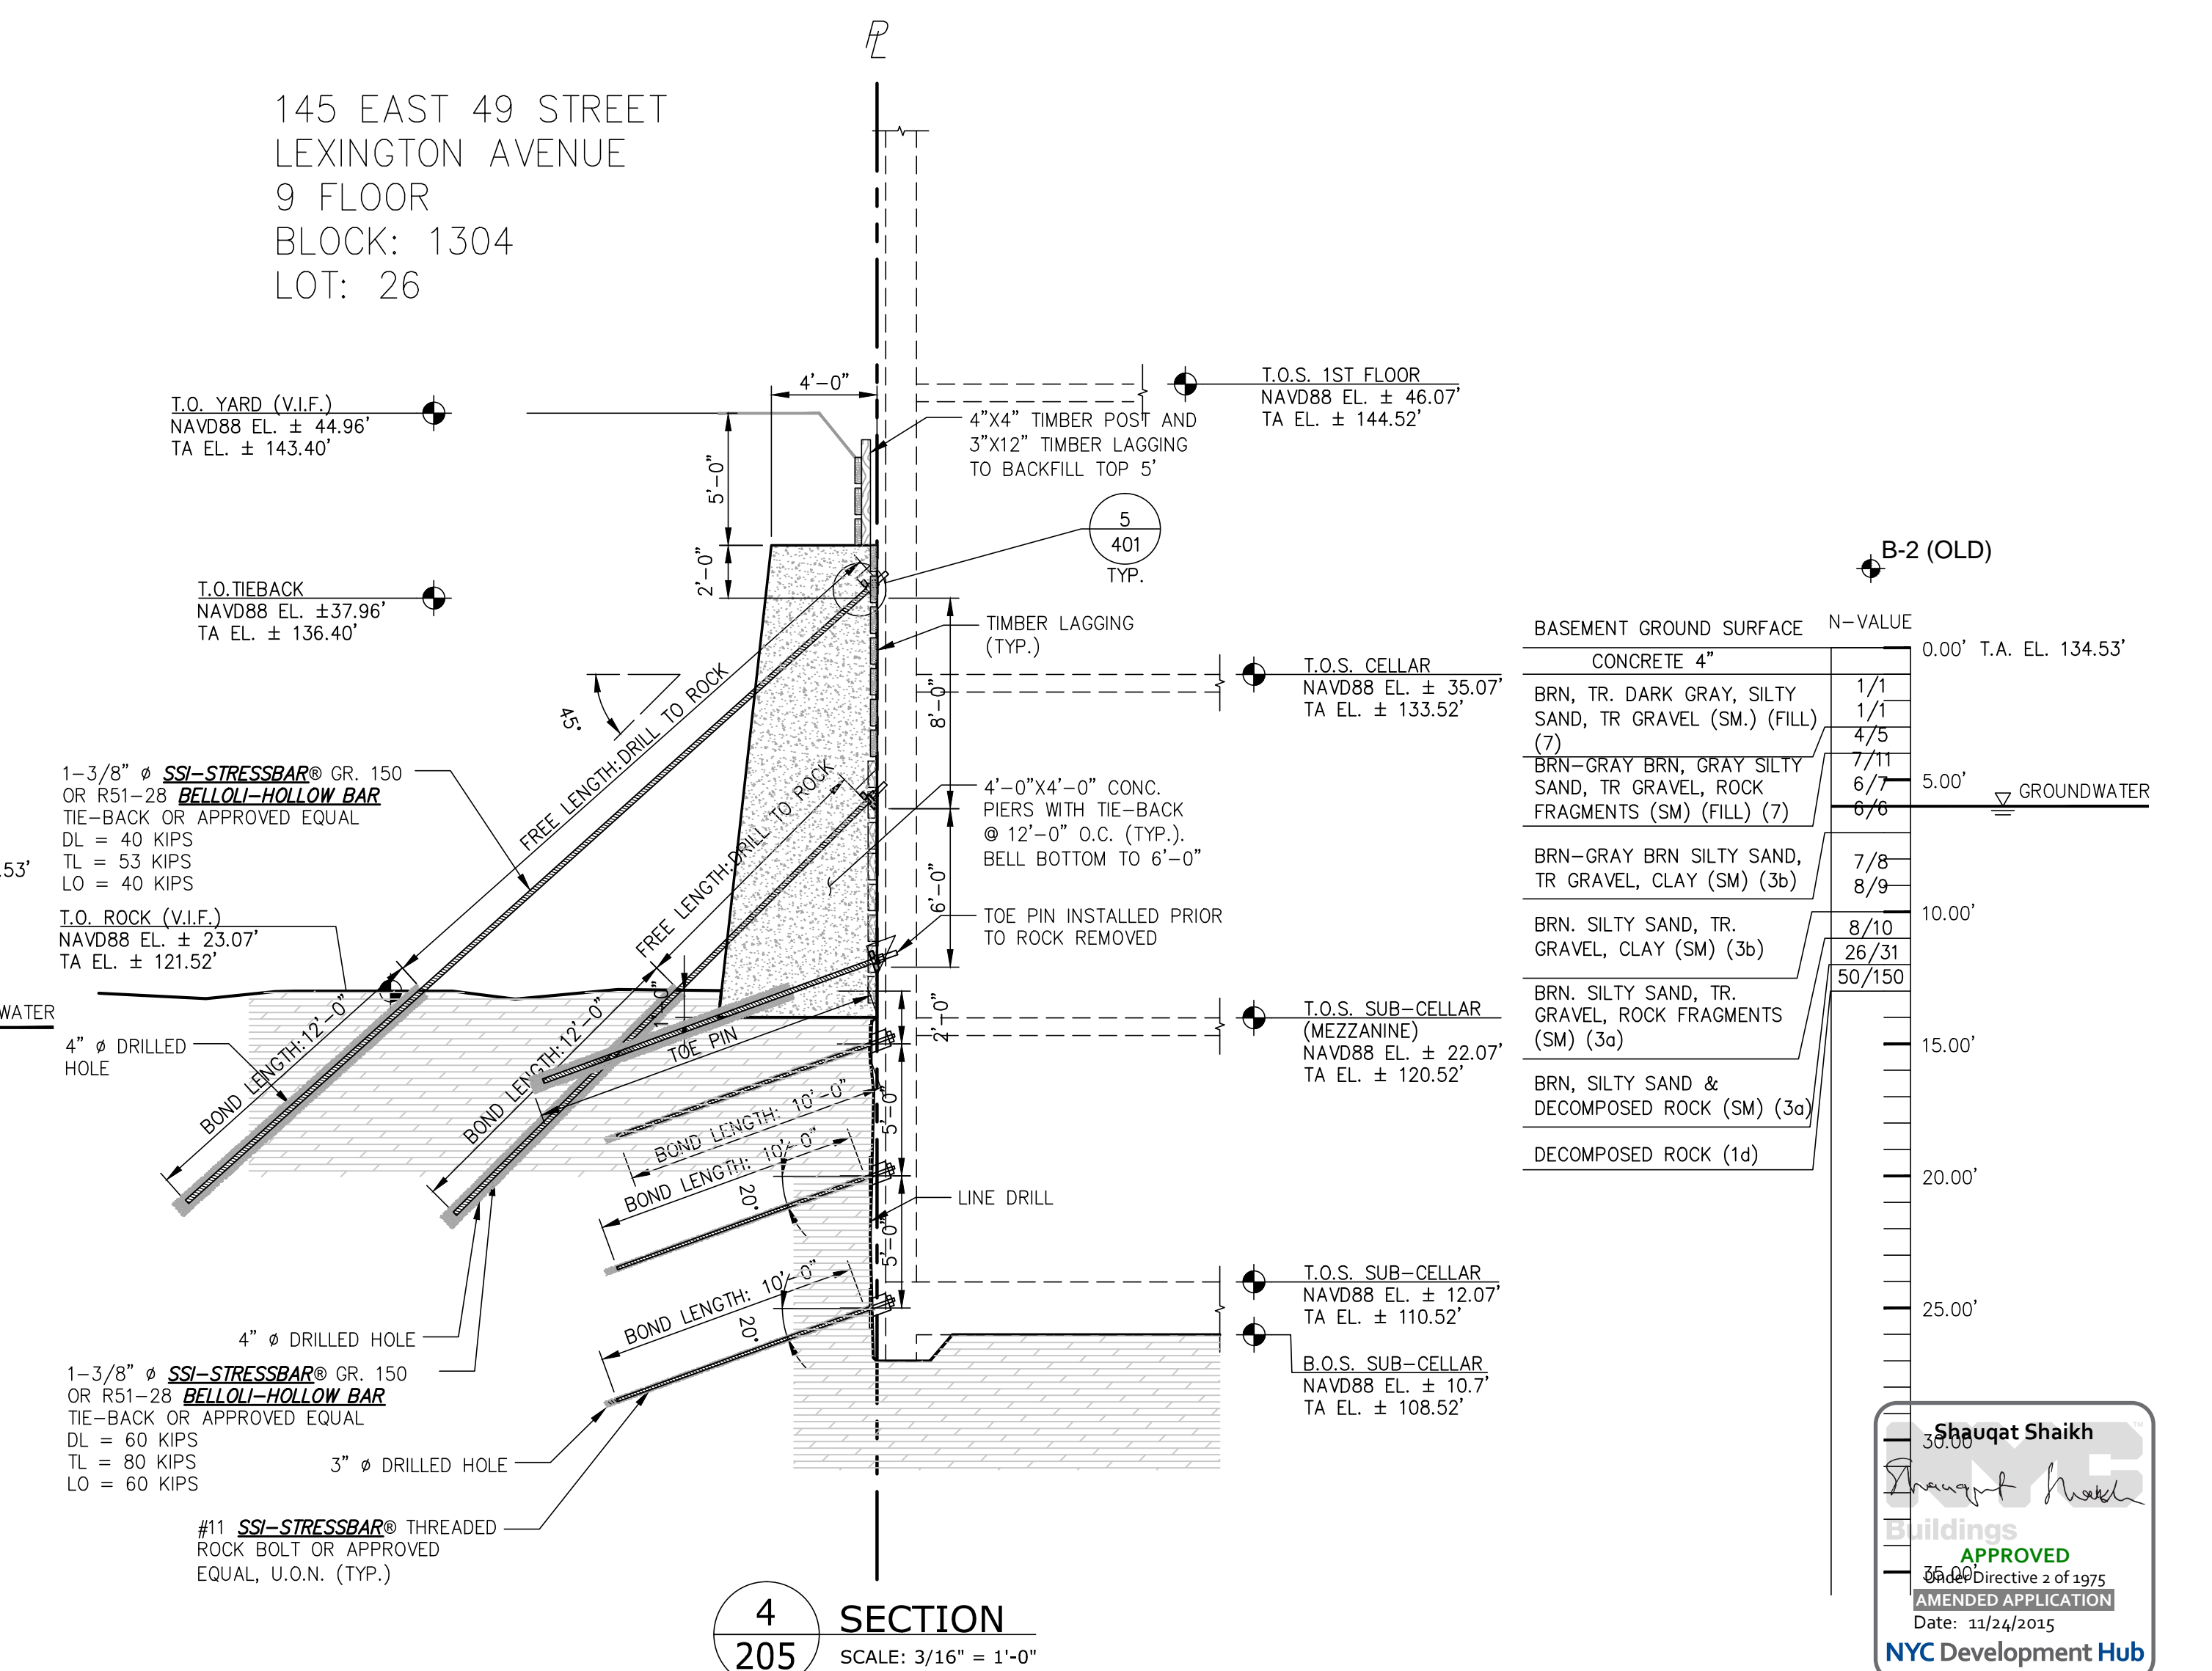 PL
145 EAST 49 STREET
LEXINGTON AVENUE
9 FLOOR
BLOCK: 1304
LOT: 26
T.O. YARD (V.I.F.)
NAVD88 EL. ± 44.96'
TA EL. ± 143.40'
4'-0"
5'-0"
2'-0"
T.O.S. 1ST FLOOR
NAVD88 EL. ± 46.07'
TA EL. ± 144.52'
4"X4" TIMBER POST AND
3"X12" TIMBER LAGGING
TO BACKFILL TOP 5'
5
401
TYP.
T.O.TIEBACK
NAVD88 EL. ±37.96'
TA EL. ± 136.40'
TIMBER LAGGING
(TYP.)
45°
FREE LENGTH:DRILL TO ROCK
FREE LENGTH:DRILL TO ROCK
8'-0"
6'-0"
T.O.S. CELLAR
NAVD88 EL. ± 35.07'
TA EL. ± 133.52'
1-3/8" ø SSI-STRESSBAR® GR. 150
OR R51-28 BELLOLI-HOLLOW BAR
TIE-BACK OR APPROVED EQUAL
DL = 40 KIPS
TL = 53 KIPS
LO = 40 KIPS
4'-0"X4'-0" CONC.
PIERS WITH TIE-BACK
@ 12'-0" O.C. (TYP.).
BELL BOTTOM TO 6'-0"
TOE PIN INSTALLED PRIOR
TO ROCK REMOVED
.53'
T.O. ROCK (V.I.F.)
NAVD88 EL. ± 23.07'
TA EL. ± 121.52'
WATER
4" ø DRILLED
HOLE
BOND LENGTH:12'-0"
BOND LENGTH:12'-0"
1'-0"
TOE PIN
2'-0"
T.O.S. SUB-CELLAR
(MEZZANINE)
NAVD88 EL. ± 22.07'
TA EL. ± 120.52'
BOND LENGTH: 10'-0"
5'-0"
BOND LENGTH: 10'-0"
20°
LINE DRILL
5'-0"
BOND LENGTH: 10'-0"
20°
T.O.S. SUB-CELLAR
NAVD88 EL. ± 12.07'
TA EL. ± 110.52'
B.O.S. SUB-CELLAR
NAVD88 EL. ± 10.7'
TA EL. ± 108.52'
4" ø DRILLED HOLE
1-3/8" ø SSI-STRESSBAR® GR. 150
OR R51-28 BELLOLI-HOLLOW BAR
TIE-BACK OR APPROVED EQUAL
DL = 60 KIPS
TL = 80 KIPS
LO = 60 KIPS
3" ø DRILLED HOLE
#11 SSI-STRESSBAR® THREADED
ROCK BOLT OR APPROVED
EQUAL, U.O.N. (TYP.)
4
205
SECTION
SCALE: 3/16" = 1'-0"
B-2 (OLD)
N-VALUE
BASEMENT GROUND SURFACE
0.00' T.A. EL. 134.53'
CONCRETE 4"
BRN, TR. DARK GRAY, SILTY
SAND, TR GRAVEL (SM.) (FILL)
(7)
BRN-GRAY BRN, GRAY SILTY
SAND, TR GRAVEL, ROCK
FRAGMENTS (SM) (FILL) (7)
BRN-GRAY BRN SILTY SAND,
TR GRAVEL, CLAY (SM) (3b)
BRN. SILTY SAND, TR.
GRAVEL, CLAY (SM) (3b)
BRN. SILTY SAND, TR.
GRAVEL, ROCK FRAGMENTS
(SM) (3a)
BRN, SILTY SAND &
DECOMPOSED ROCK (SM) (3a)
DECOMPOSED ROCK (1d)
1/1
1/1
4/5
7/11
6/7
6/6
7/8
8/9
8/10
26/31
50/150
5.00'
GROUNDWATER
10.00'
15.00'
20.00'
25.00'
30.00'
35.00'
NYC
Shauqat Shaikh
Shauqat Shaikh
Buildings
APPROVED
Under Directive 2 of 1975
AMENDED APPLICATION
Date: 11/24/2015
NYC Development Hub